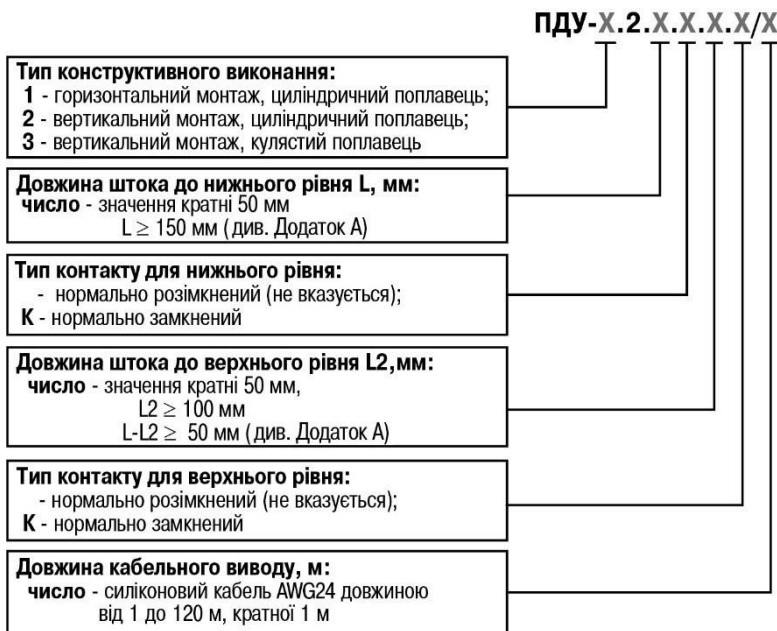 ПДУ-X.2.X.X.X.X/X
Тип конструктивного виконання:
1 - горизонтальний монтаж, циліндричний поплавець;
2 - вертикальний монтаж, циліндричний поплавець;
3 - вертикальний монтаж, кулястий поплавець
Довжина штока до нижнього рівня L, мм:
число - значення кратні 50 мм
L ≥ 150 мм ( див. Додаток А)
Тип контакту для нижнього рівня:
- нормально розімкнений (не вказується);
К - нормально замкнений
Довжина штока до верхнього рівня L2,мм:
число - значення кратні 50 мм,
L2 ≥ 100 мм
L-L2 ≥ 50 мм ( див. Додаток А)
Тип контакту для верхнього рівня:
- нормально розімкнений (не вказується);
К - нормально замкнений
Довжина кабельного виводу, м:
число - силіконовий кабель AWG24 довжиною
від 1 до 120 м, кратної 1 м